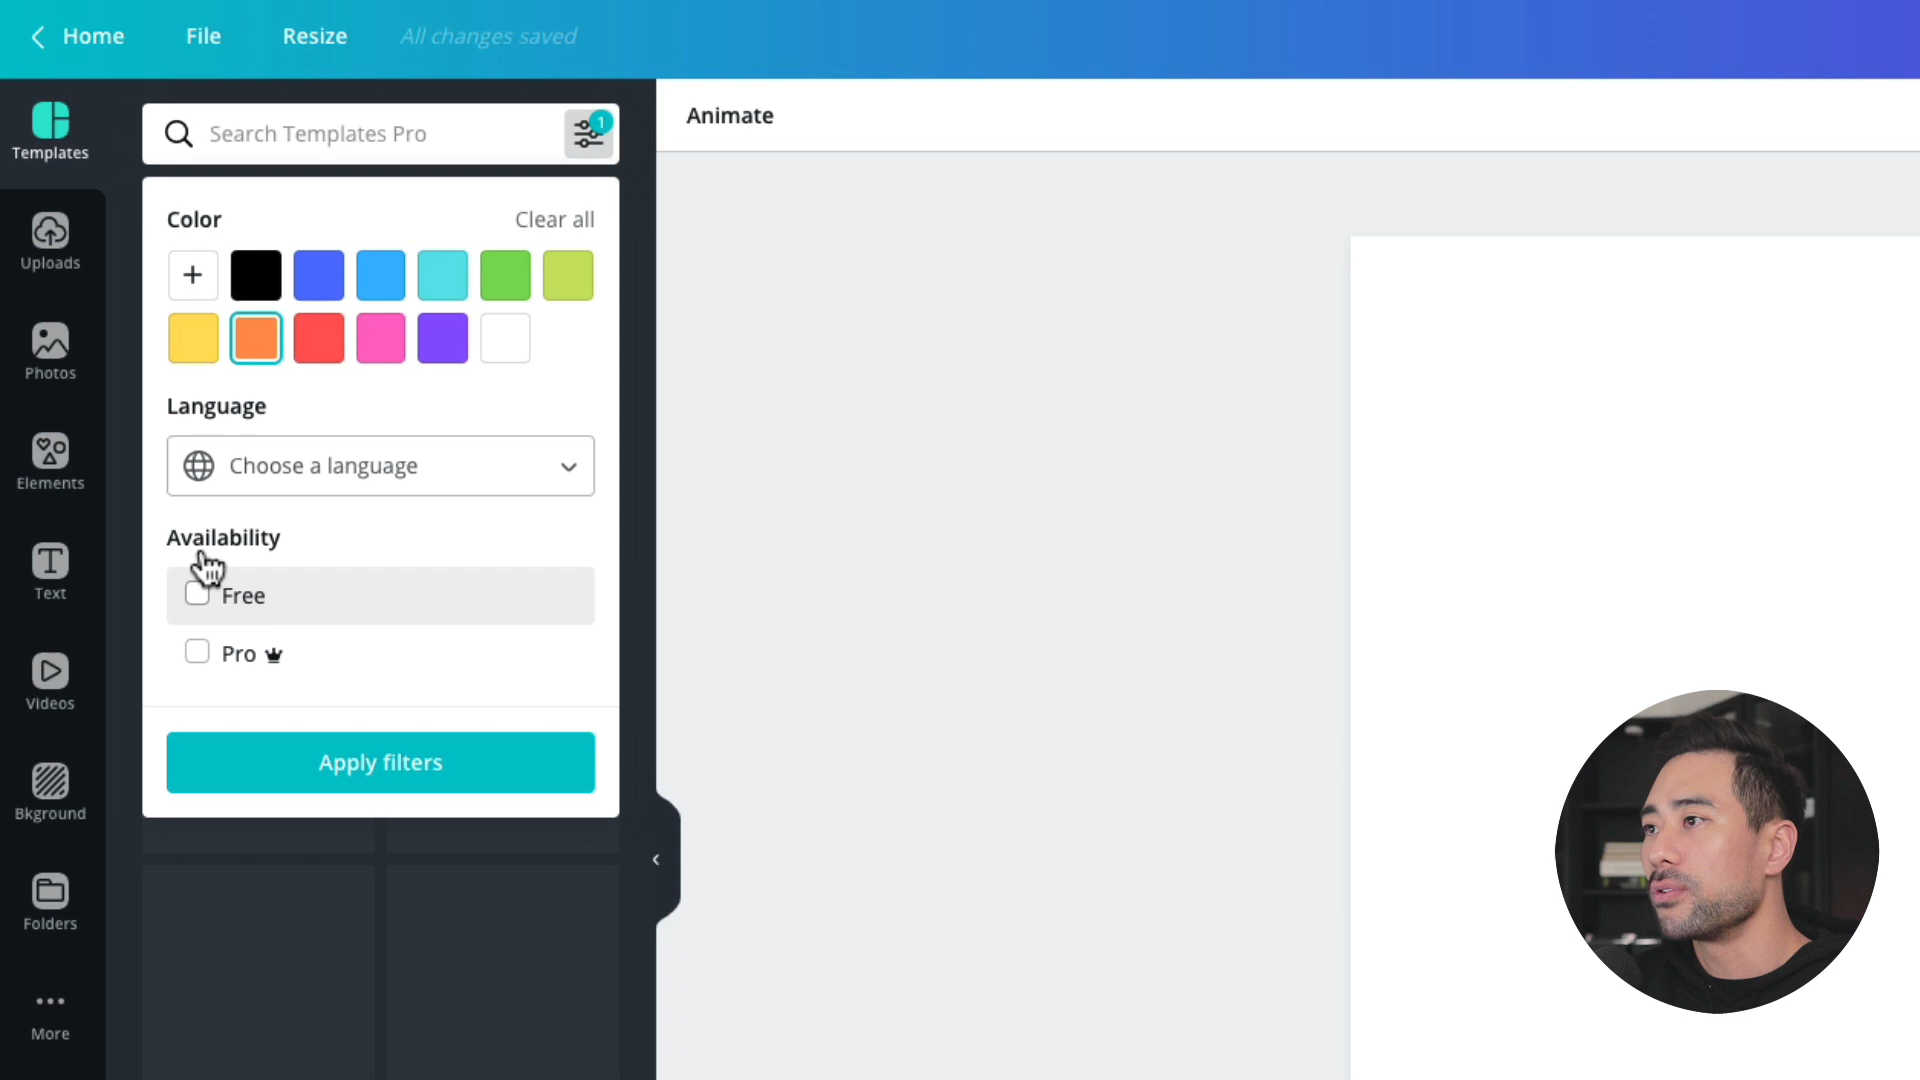 Home File Resize All changes saved
Templates
Search Templates Pro
1
Animate
Color Clear all
Uploads
Photos
Language
Choose a language
Elements
Availability
Free
Text
Pro
Videos
Apply filters
Bkground
Folders
More